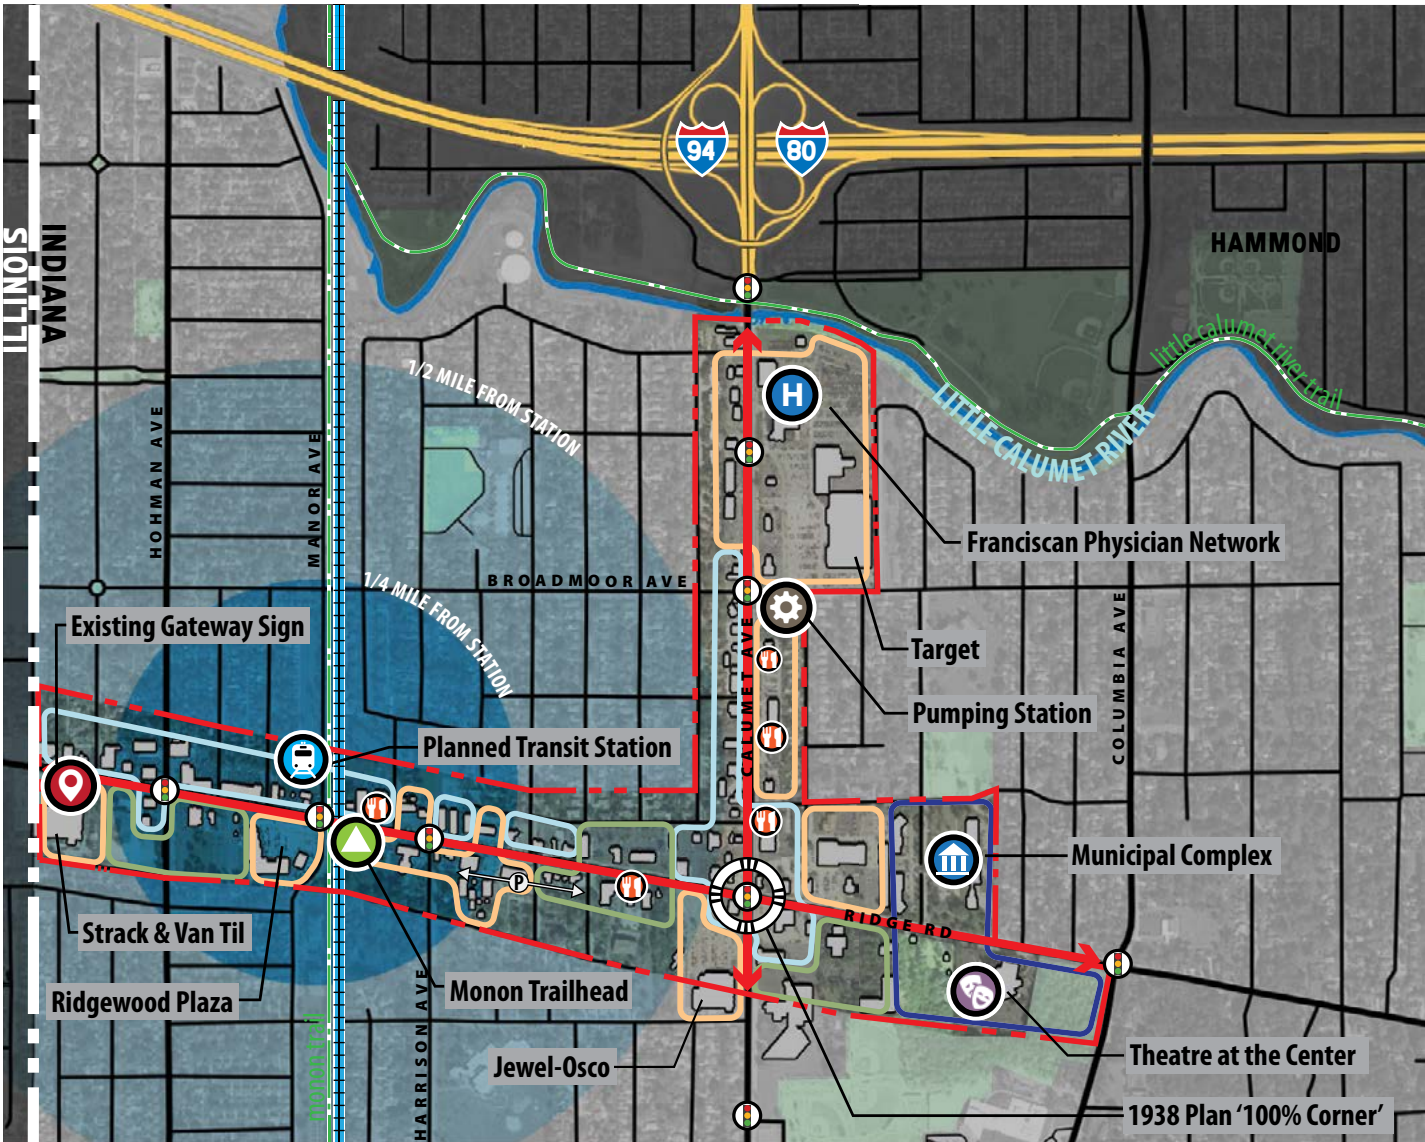 94
80
HAMMOND
ILLINOIS
INDIANA
little calumet river trail
LITTLE CALUMET RIVER
1/2 MILE FROM STATION
H
HOHMAN AVE
MANOR AVE
Franciscan Physician Network
BROADMOOR AVE
1/4 MILE FROM STATION
CALUMET AVE
COLUMBIA AVE
Existing Gateway Sign
Target
Pumping Station
Planned Transit Station
Municipal Complex
P
RIDGE RD
Strack & Van Til
Ridgewood Plaza
Monon Trailhead
HARRISON AVE
monon trail
Jewel-Osco
Theatre at the Center
1938 Plan ‘100% Corner’